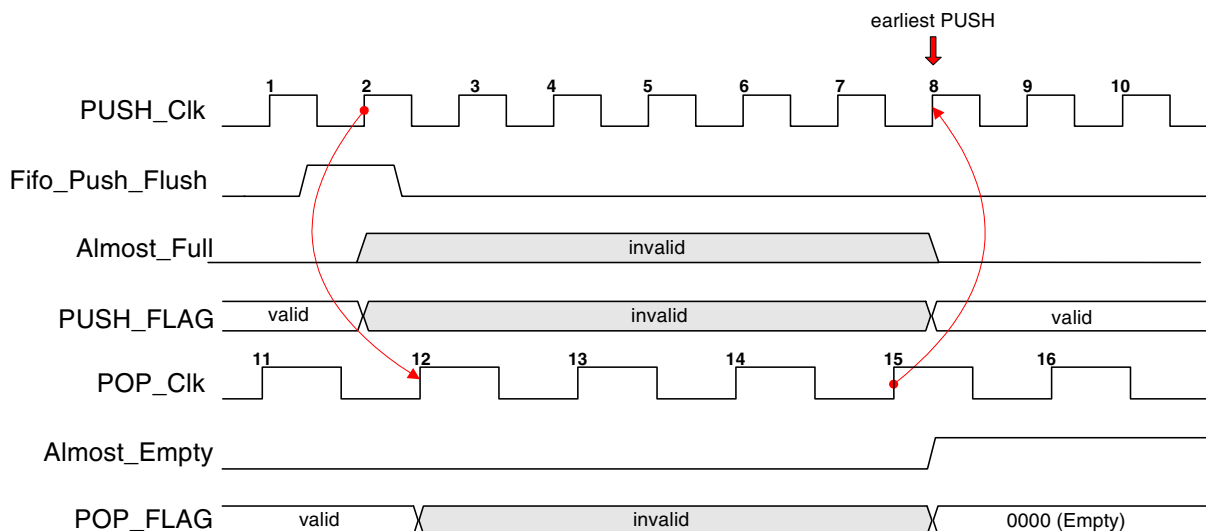 earliest PUSH
1 2 3 4 5 6 7 8 9 10
PUSH_Clk
Fifo_Push_Flush
Almost_Full
invalid
PUSH_FLAG
valid
invalid
valid
11 12 13 14 15 16
POP_Clk
Almost_Empty
POP_FLAG
valid
invalid
0000 (Empty)